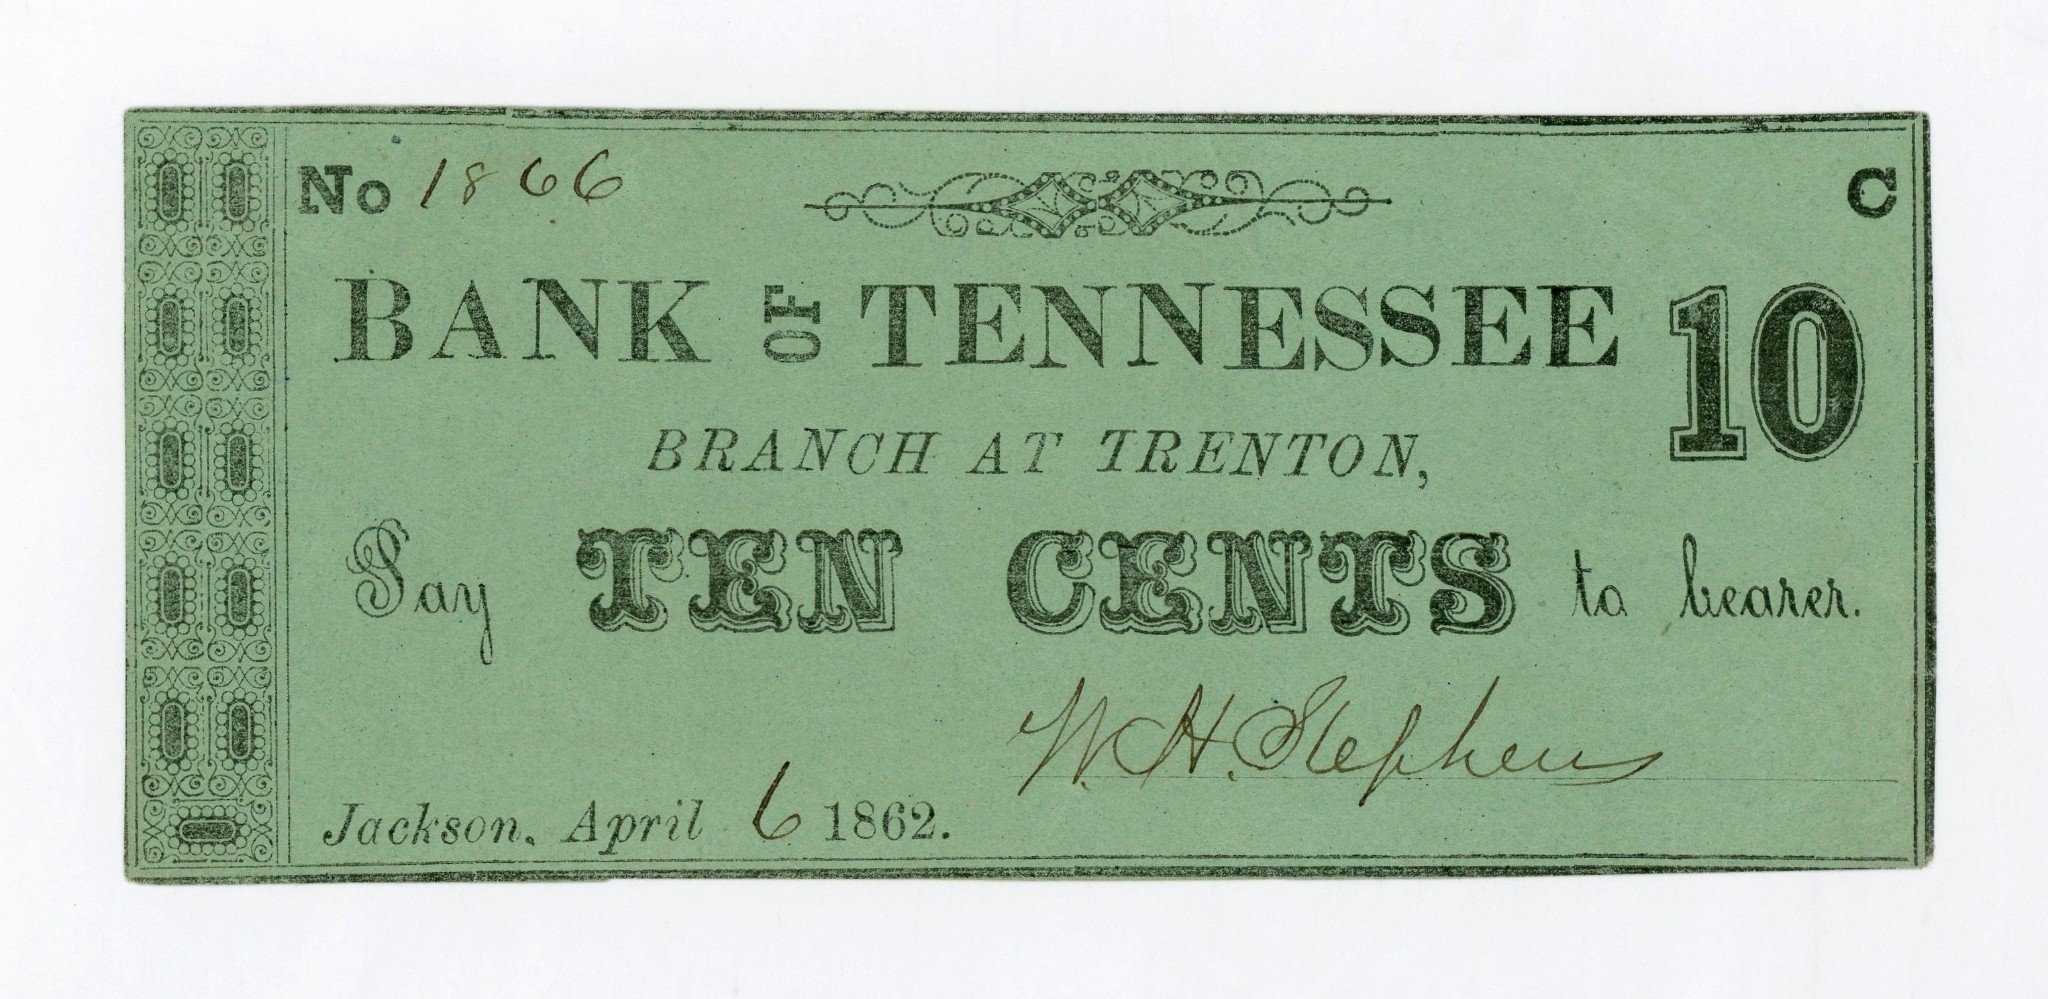 No 1866
C
BANK OF TENNESSEE 10
BRANCH AT TRENTON,
Pay TEN CENTS to bearer.
W. H. Stephens
Jackson, April 6 1862.